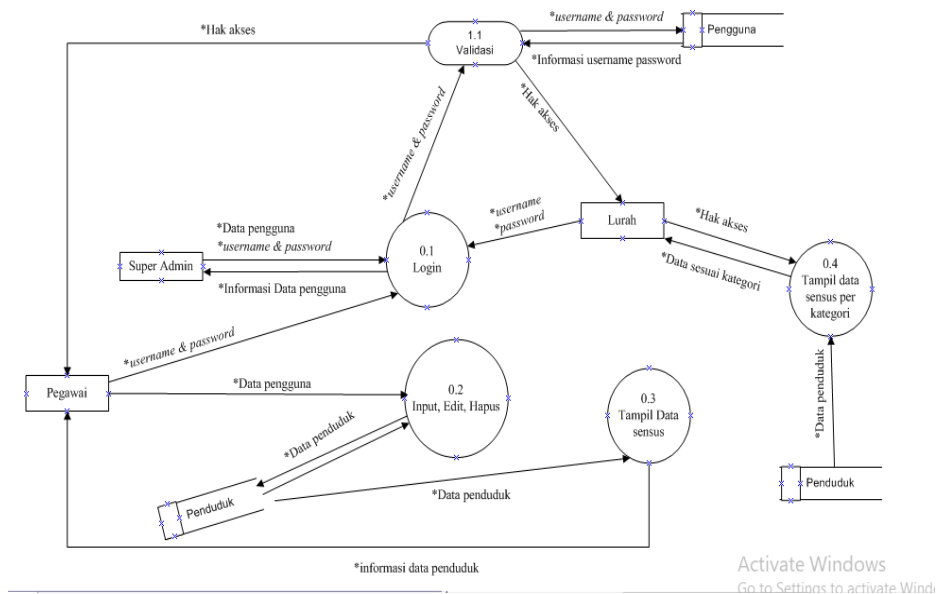 *username & password
*Hak akses
1.1
Validasi
Pengguna
*Informasi username password
*Hak akses
*username & password
*username
*password
Lurah
*Hak akses
*Data pengguna
*username & password
Super Admin
0.1
Login
*Data sesuai kategori
0.4
Tampil data
sensus per
kategori
*Informasi Data pengguna
*username & password
Pegawai
*Data pengguna
0.2
Input, Edit, Hapus
0.3
Tampil Data
sensus
*Data penduduk
*Data penduduk
Penduduk
*Data penduduk
Penduduk
*informasi data penduduk
Activate Windows
Go to Settings to activate Wind